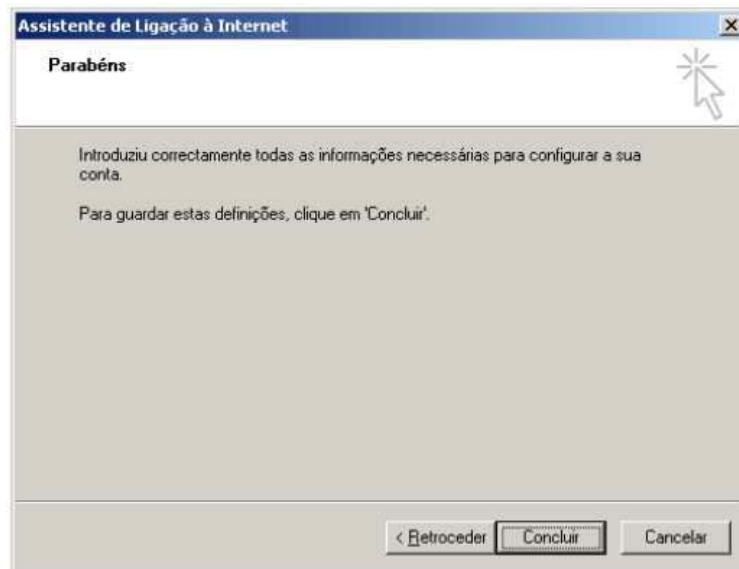 Assistente de Ligação à Internet
Parabéns
Introduziu correctamente todas as informações necessárias para configurar a sua
conta.
Para guardar estas definições, clique em 'Concluir'.
< Retroceder Concluir Cancelar